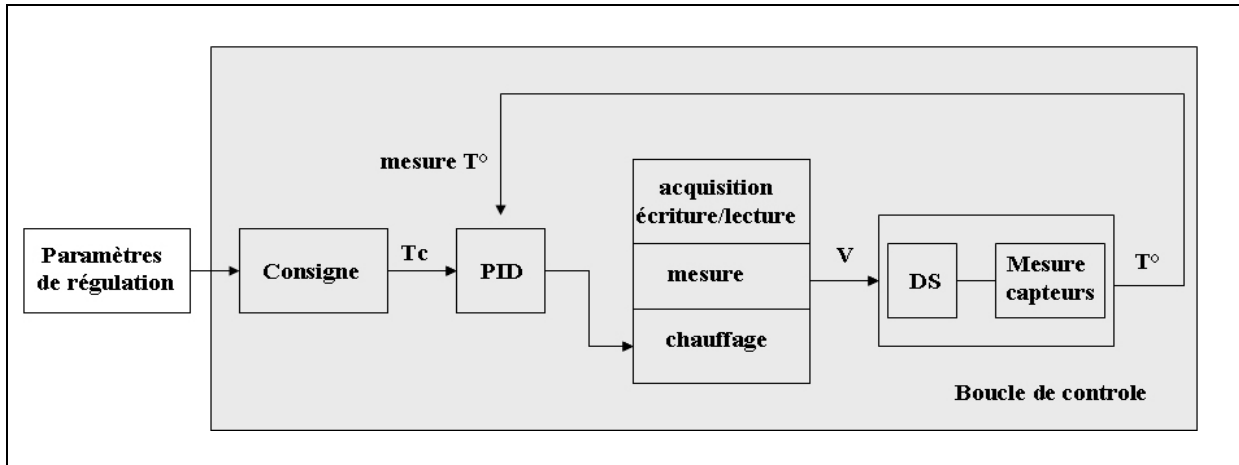 mesure T°
acquisition
écriture/lecture
Paramètres
de régulation
Consigne
Tc
PID
mesure
V
DS
Mesure
capteurs
T°
chauffage
Boucle de controle